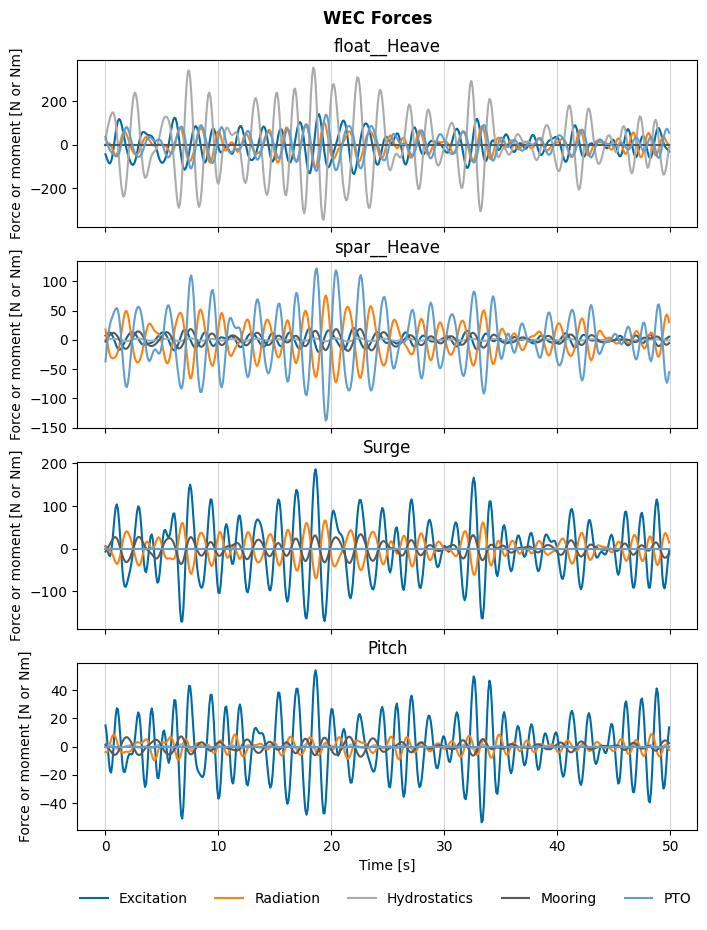 WEC Forces
float__Heave
Force or moment [N or Nm]
200
0
−200
spar__Heave
Force or moment [N or Nm]
100
50
0
−50
−100
−150
Surge
Force or moment [N or Nm]
200
100
0
−100
Pitch
Force or moment [N or Nm]
40
20
0
−20
−40
0 10 20 30 40 50
Time [s]
Excitation Radiation Hydrostatics Mooring PTO